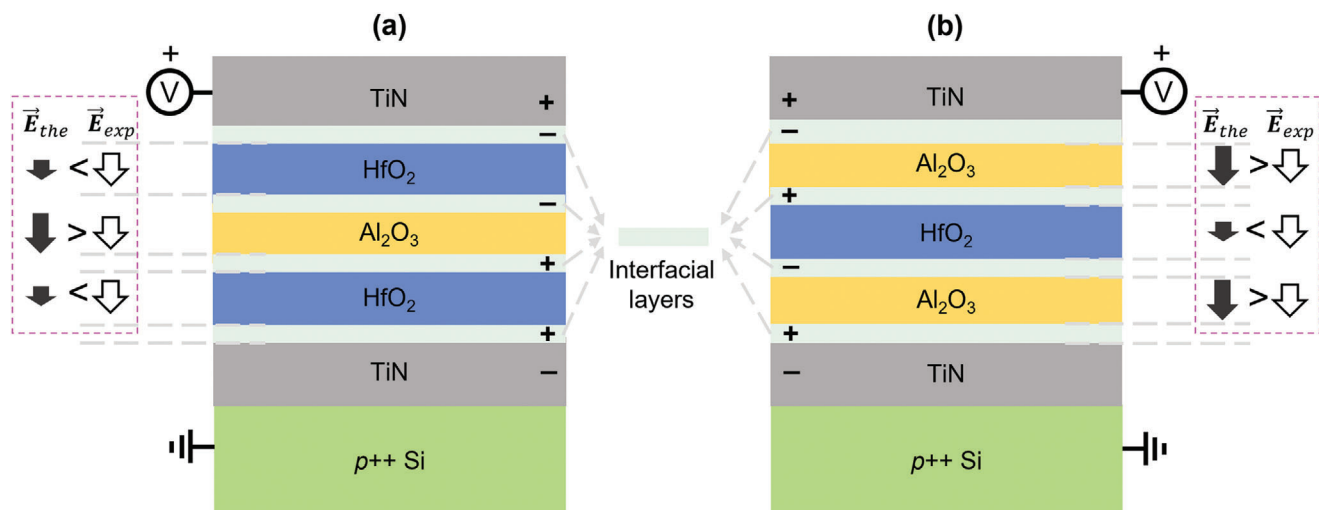 (a)
(b)
+
V
TiN
+
−
HfO₂
−
Al₂O₃
+
HfO₂
+
TiN
−
p++ Si
E⃗the E⃗exp
<
>
<
Interfacial
layers
+
V
TiN
+
−
Al₂O₃
+
HfO₂
−
Al₂O₃
+
TiN
−
p++ Si
E⃗the E⃗exp
>
<
>